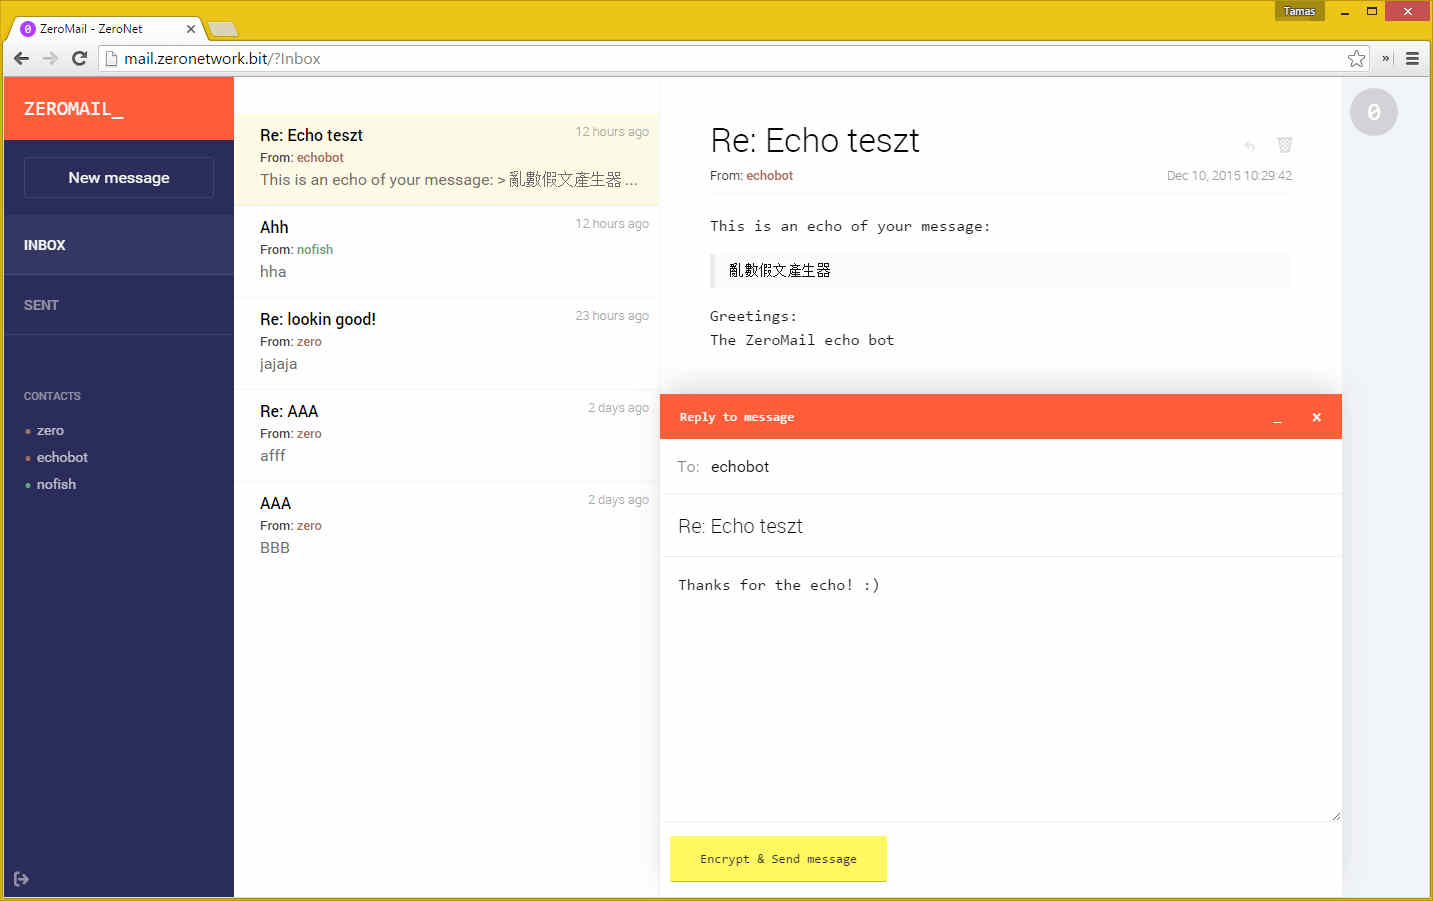 Tamas
ZeroMail - ZeroNet
mail.zeronetwork.bit/?Inbox
ZEROMAIL_
New message
INBOX
SENT
CONTACTS
zero
echobot
nofish
Re: Echo teszt
12 hours ago
From: echobot
This is an echo of your message: > 亂數假文產生器 ...
Ahh
12 hours ago
From: nofish
hha
Re: lookin good!
23 hours ago
From: zero
jajaja
Re: AAA
2 days ago
From: zero
afff
AAA
2 days ago
From: zero
BBB
Re: Echo teszt
From: echobot
Dec 10, 2015 10:29:42
This is an echo of your message:
亂數假文產生器
Greetings:
The ZeroMail echo bot
Reply to message
To: echobot
Re: Echo teszt
Thanks for the echo! :)
Encrypt & Send message
0